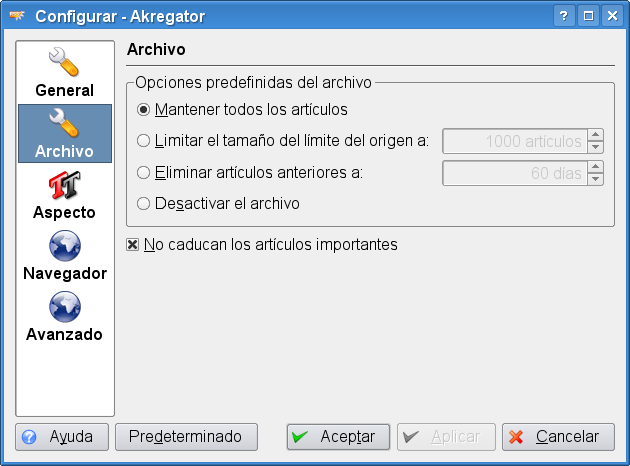 Configurar - Akregator
General
Archivo
Aspecto
Navegador
Avanzado
Archivo
Opciones predefinidas del archivo
Mantener todos los artículos
Limitar el tamaño del límite del origen a: 1000 artículos
Eliminar artículos anteriores a: 60 días
Desactivar el archivo
No caducan los artículos importantes
Ayuda Predeterminado Aceptar Aplicar Cancelar